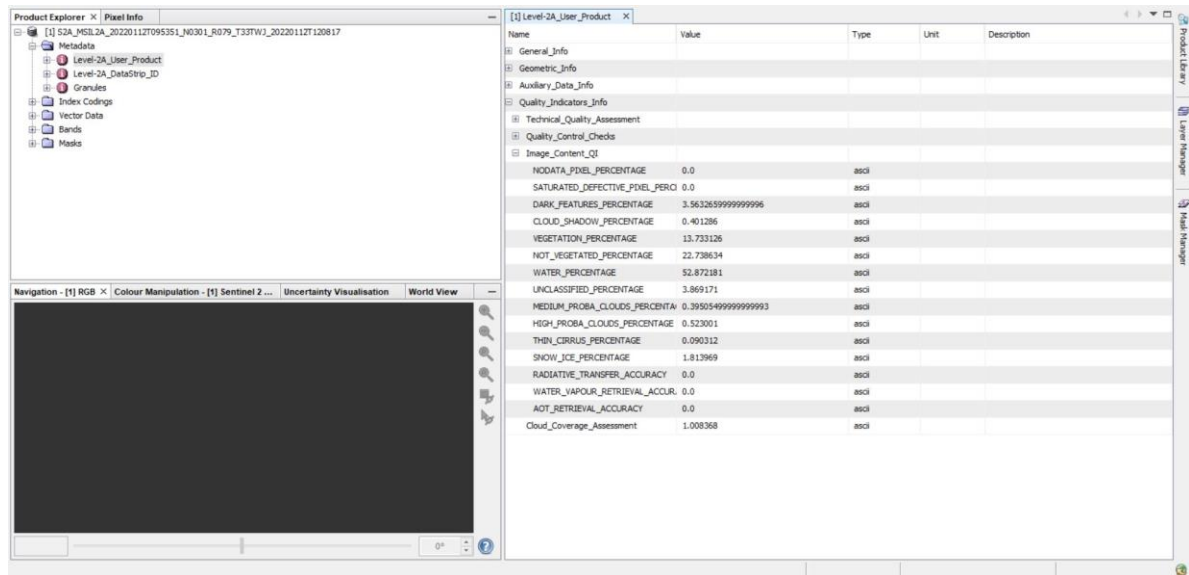 Product Explorer × Pixel Info
[1] S2A_MSIL2A_20220112T095351_N0301_R079_T33TWJ_20220112T120817
Metadata
Level-2A_User_Product
Level-2A_DataStrip_ID
Granules
Index Codings
Vector Data
Bands
Masks
Navigation - [1] RGB × Colour Manipulation - [1] Sentinel 2 ... Uncertainty Visualisation World View
0°
[1] Level-2A_User_Product ×
Name Value Type Unit Description
General_Info
Geometric_Info
Auxiliary_Data_Info
Quality_Indicators_Info
Technical_Quality_Assessment
Quality_Control_Checks
Image_Content_QI
NODATA_PIXEL_PERCENTAGE 0.0 ascii
SATURATED_DEFECTIVE_PIXEL_PERC 0.0 ascii
DARK_FEATURES_PERCENTAGE 3.5632659999999996 ascii
CLOUD_SHADOW_PERCENTAGE 0.401286 ascii
VEGETATION_PERCENTAGE 13.733126 ascii
NOT_VEGETATED_PERCENTAGE 22.738634 ascii
WATER_PERCENTAGE 52.872181 ascii
UNCLASSIFIED_PERCENTAGE 3.869171 ascii
MEDIUM_PROBA_CLOUDS_PERCENTA 0.39505499999999993 ascii
HIGH_PROBA_CLOUDS_PERCENTAGE 0.523001 ascii
THIN_CIRRUS_PERCENTAGE 0.090312 ascii
SNOW_ICE_PERCENTAGE 1.813969 ascii
RADIATIVE_TRANSFER_ACCURACY 0.0 ascii
WATER_VAPOUR_RETRIEVAL_ACCUR. 0.0 ascii
AOT_RETRIEVAL_ACCURACY 0.0 ascii
Cloud_Coverage_Assessment 1.008368 ascii
Product Library
Layer Manager
Mask Manager